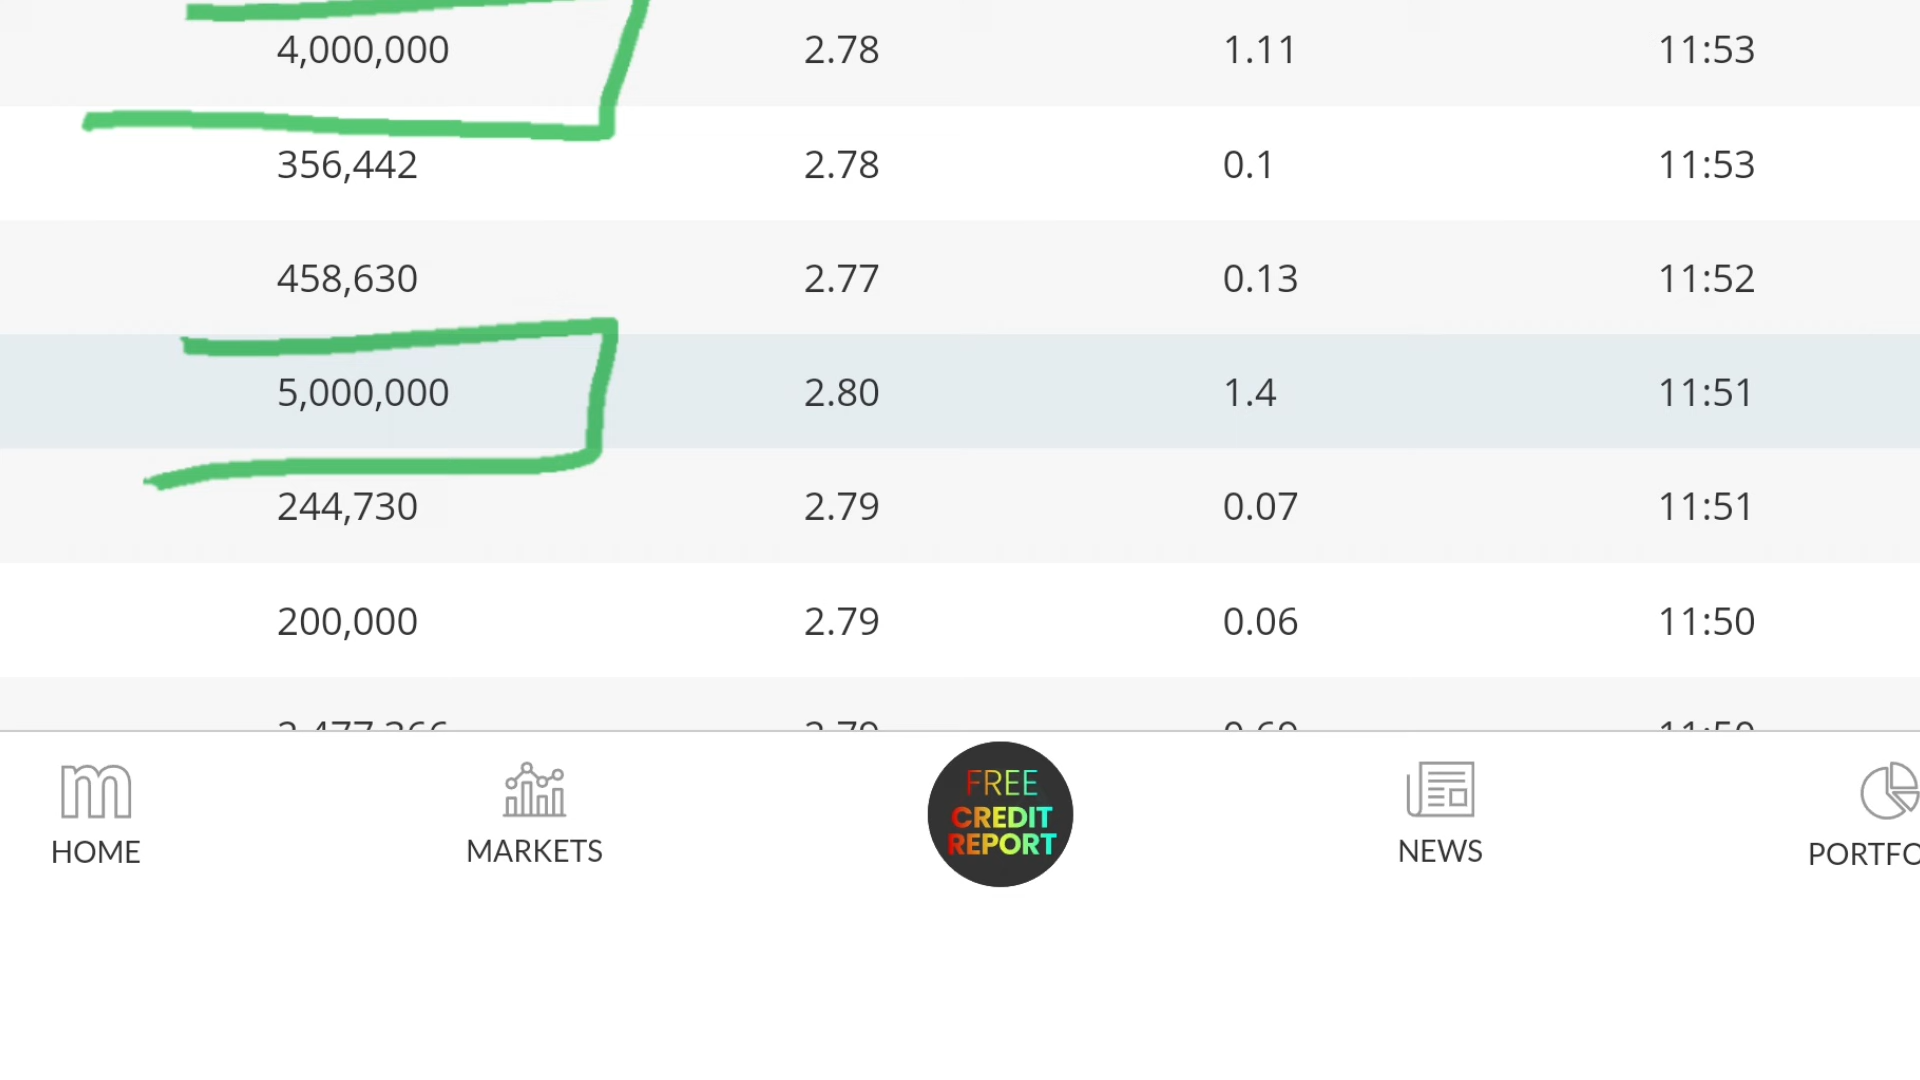 4,000,000 2.78 1.11 11:53
356,442 2.78 0.1 11:53
458,630 2.77 0.13 11:52
5,000,000 2.80 1.4 11:51
244,730 2.79 0.07 11:51
200,000 2.79 0.06 11:50
m
FREE
CREDIT
REPORT
HOME MARKETS NEWS PORTFO